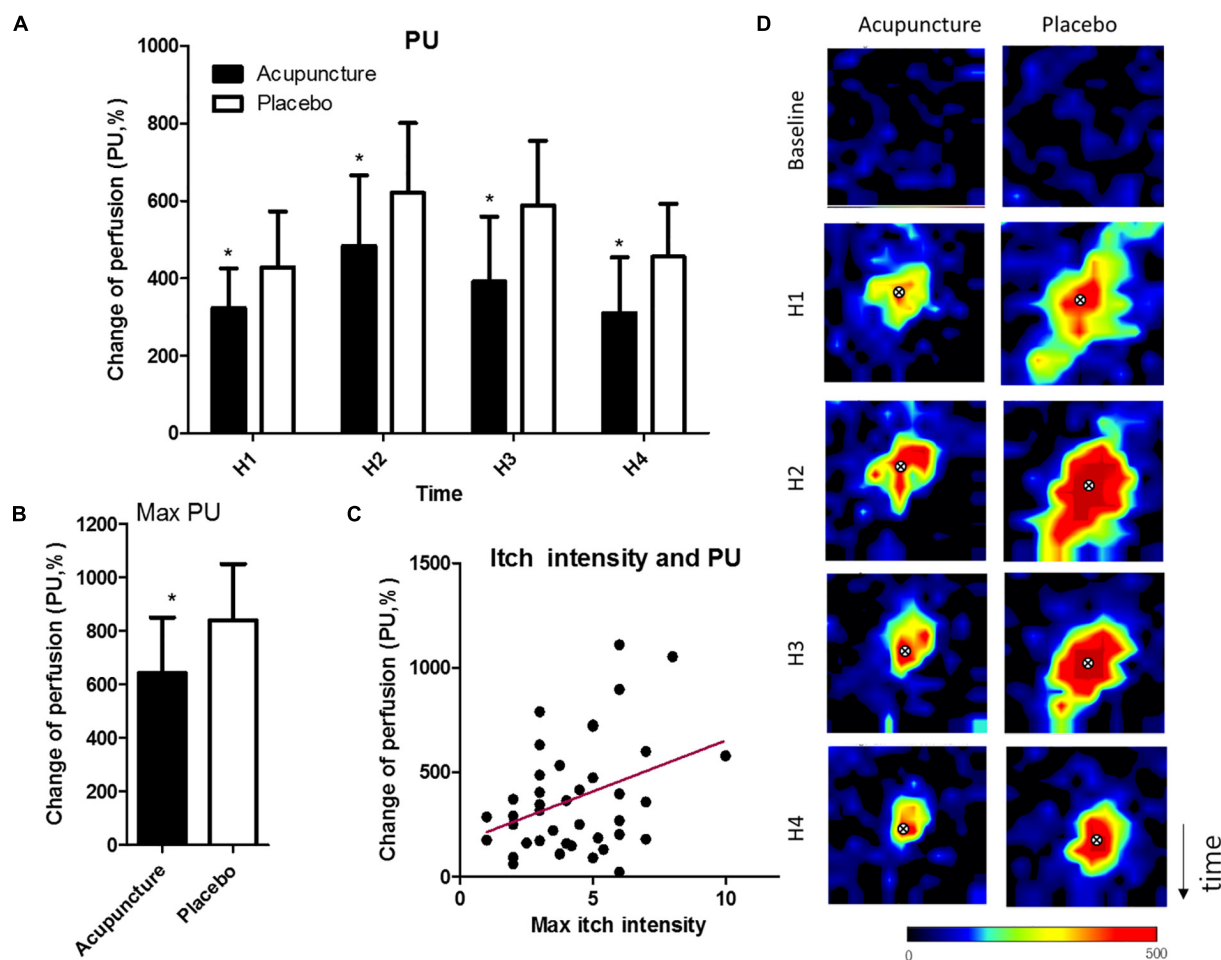 A
PU
Acupuncture
Placebo
Change of perfusion (PU,%)
1000
800
600
400
200
0
*
*
*
*
H1
H2
H3
H4
Time
B
Max PU
Change of perfusion (PU,%)
1200
1000
800
600
400
200
0
*
Acupuncture
Placebo
C
Itch intensity and PU
Change of perfusion (PU,%)
1500
1000
500
0
0
5
10
Max itch intensity
D
Acupuncture
Placebo
Baseline
H1
H2
H3
H4
time
0
500